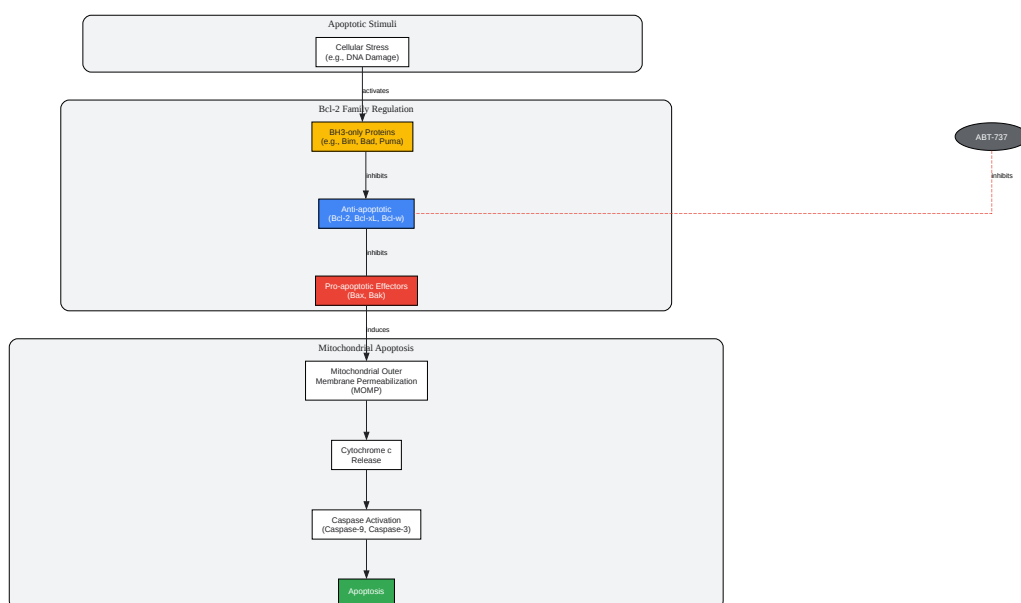 Apoptotic Stimuli
Cellular Stress
(e.g., DNA Damage)
activates
Bcl-2 Family Regulation
BH3-only Proteins
(e.g., Bim, Bad, Puma)
ABT-737
inhibits
inhibits
Anti-apoptotic
(Bcl-2, Bcl-xL, Bcl-w)
inhibits
Pro-apoptotic Effectors
(Bax, Bak)
induces
Mitochondrial Apoptosis
Mitochondrial Outer
Membrane Permeabilization
(MOMP)
Cytochrome c
Release
Caspase Activation
(Caspase-9, Caspase-3)
Apoptosis